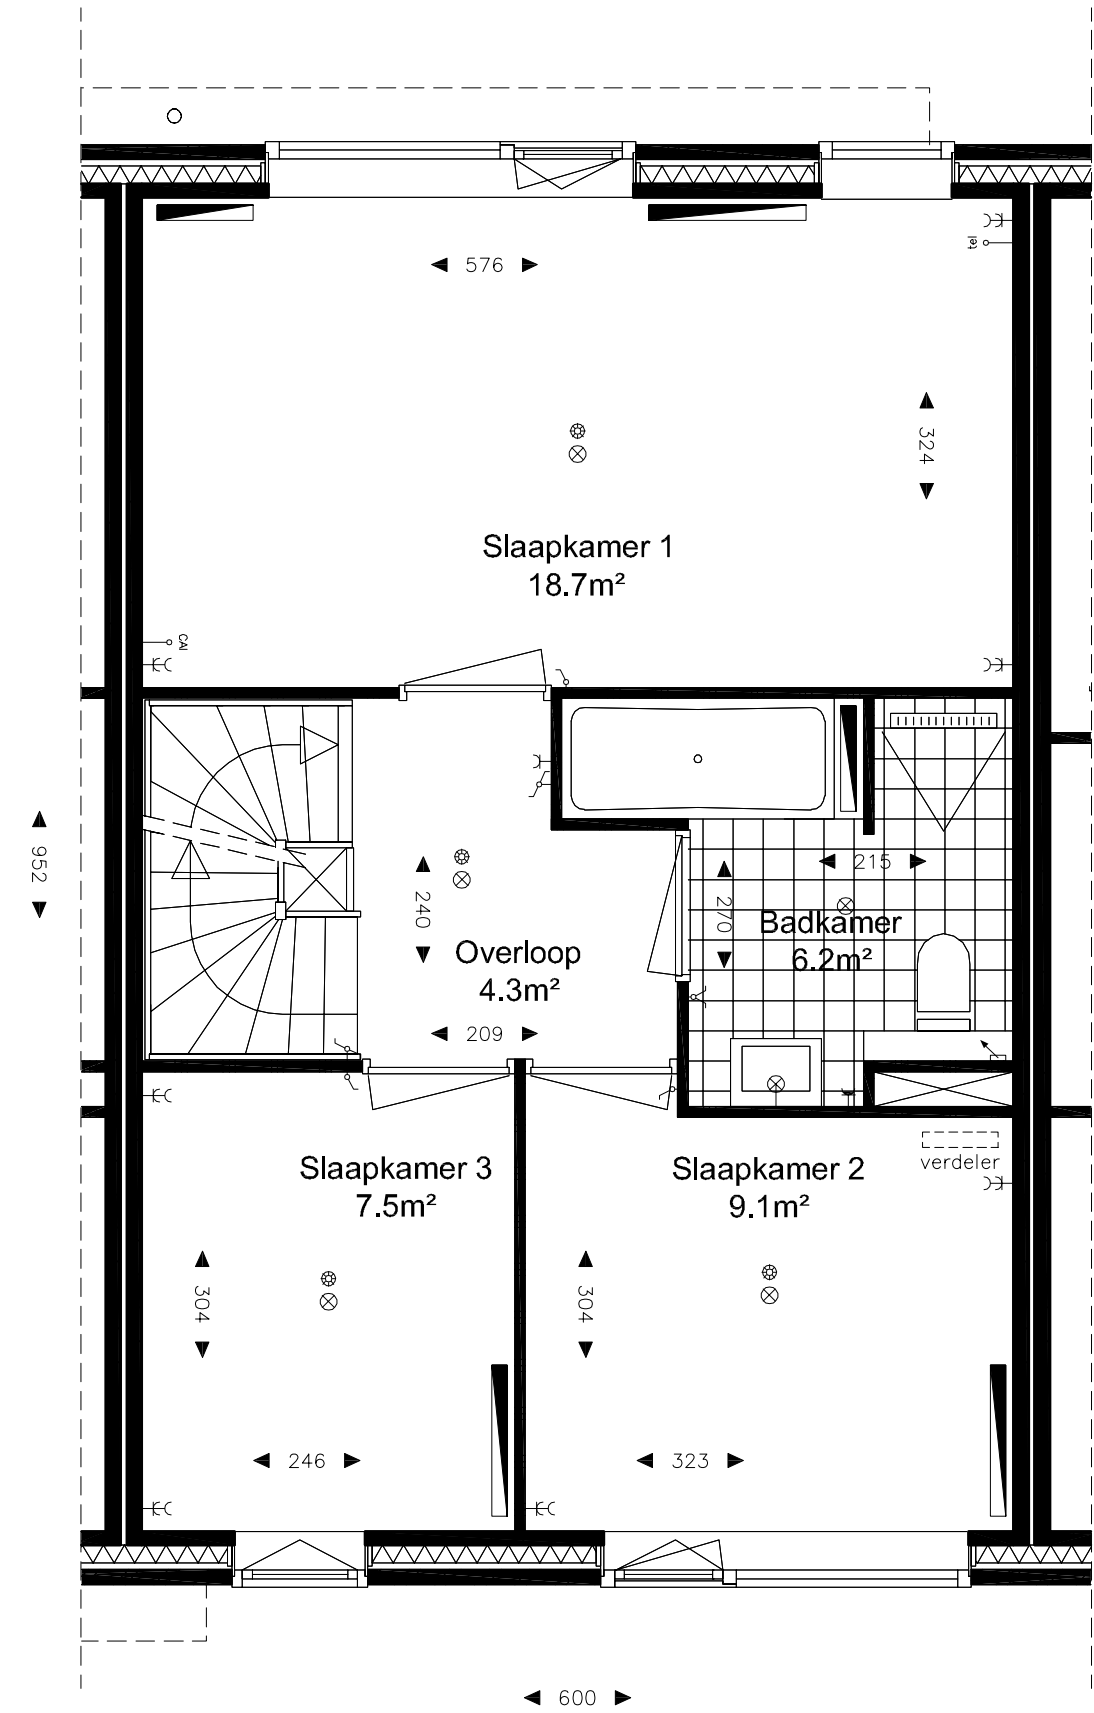 576
tel
324
Slaapkamer 1
18.7m²
CAI
952
240
215
270
Badkamer
6.2m²
Overloop
4.3m²
209
Slaapkamer 3
7.5m²
Slaapkamer 2
9.1m²
verdeler
304
304
246
323
600